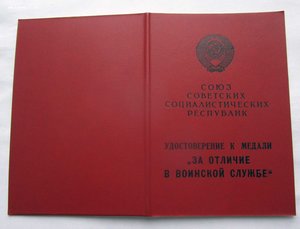 СОЮЗ
СОВЕТСКИХ
СОЦИАЛИСТИЧЕСКИХ
РЕСПУБЛИК
УДОСТОВЕРЕНИЕ К МЕДАЛИ
„ЗА ОТЛИЧИЕ
В ВОИНСКОЙ СЛУЖБЕ“